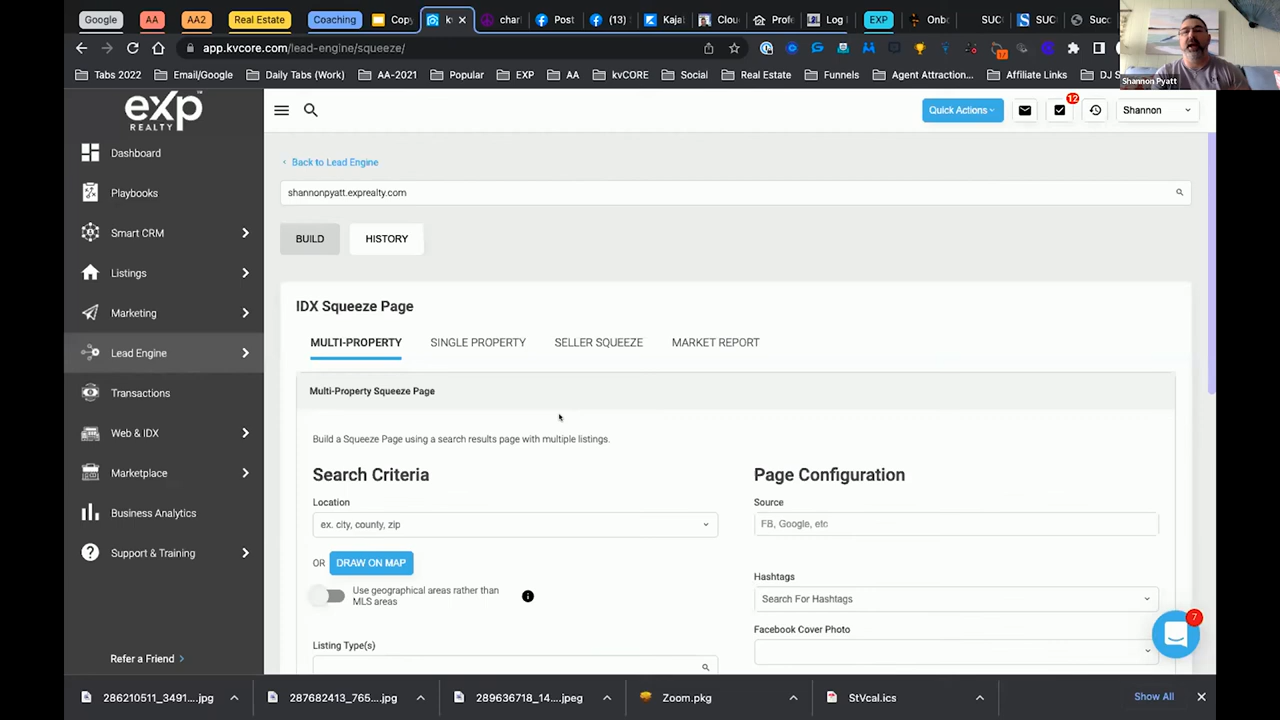 Google
AA
AA2
Real Estate
Coaching
Copy
kv
charl
Post
(13)
Kajal
Clou
Profe
Log I
EXP
Onb
SUC
SUC
Succ
app.kvcore.com/lead-engine/squeeze/
Tabs 2022
Email/Google
Daily Tabs (Work)
AA-2021
Popular
EXP
AA
kvCORE
Social
Real Estate
Funnels
Agent Attraction...
Affiliate Links
DJ S
Shannon Pyatt
exp
REALTY
Quick Actions
12
Shannon
Dashboard
Playbooks
Smart CRM
Listings
Marketing
Lead Engine
Transactions
Web & IDX
Marketplace
Business Analytics
Support & Training
Refer a Friend
Back to Lead Engine
shannonpyatt.exprealty.com
BUILD
HISTORY
IDX Squeeze Page
MULTI-PROPERTY
SINGLE PROPERTY
SELLER SQUEEZE
MARKET REPORT
Multi-Property Squeeze Page
Build a Squeeze Page using a search results page with multiple listings.
Search Criteria
Location
ex. city, county, zip
OR DRAW ON MAP
Use geographical areas rather than
MLS areas
Listing Type(s)
Page Configuration
Source
FB, Google, etc
Hashtags
Search For Hashtags
Facebook Cover Photo
7
286210511_3491....jpg
287682413_765....jpg
289636718_14....jpeg
Zoom.pkg
StVcal.ics
Show All